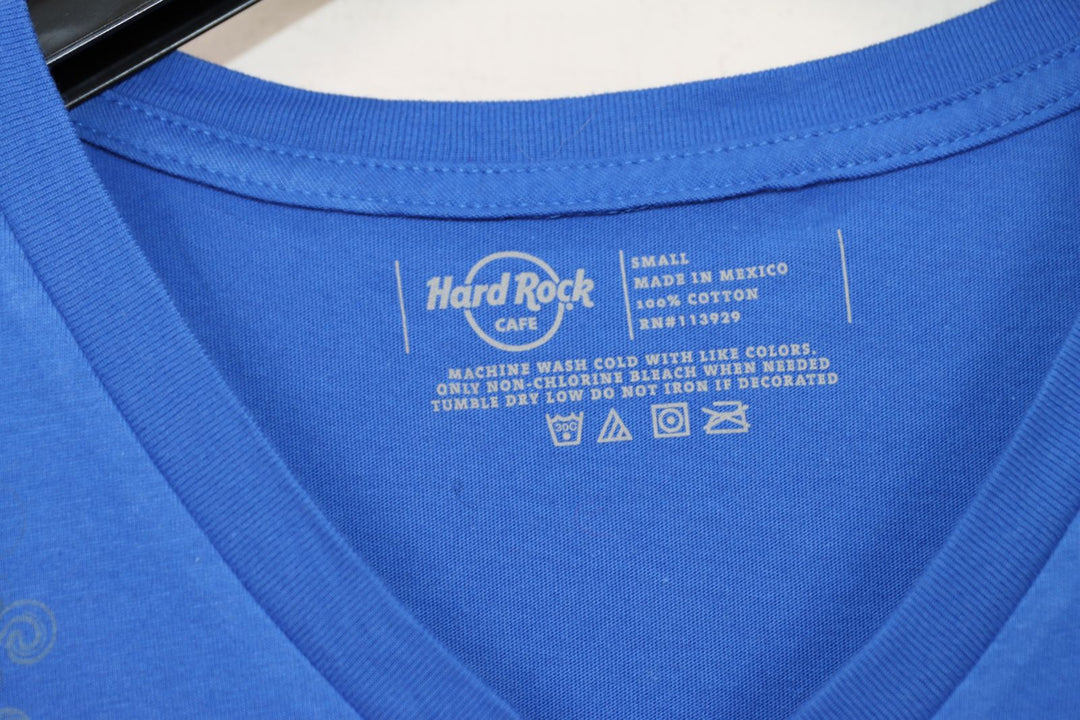 Hard Rock
CAFE
SMALL
MADE IN MEXICO
100% COTTON
RN#113929
MACHINE WASH COLD WITH LIKE COLORS.
ONLY NON-CHLORINE BLEACH WHEN NEEDED
TUMBLE DRY LOW DO NOT IRON IF DECORATED
30C